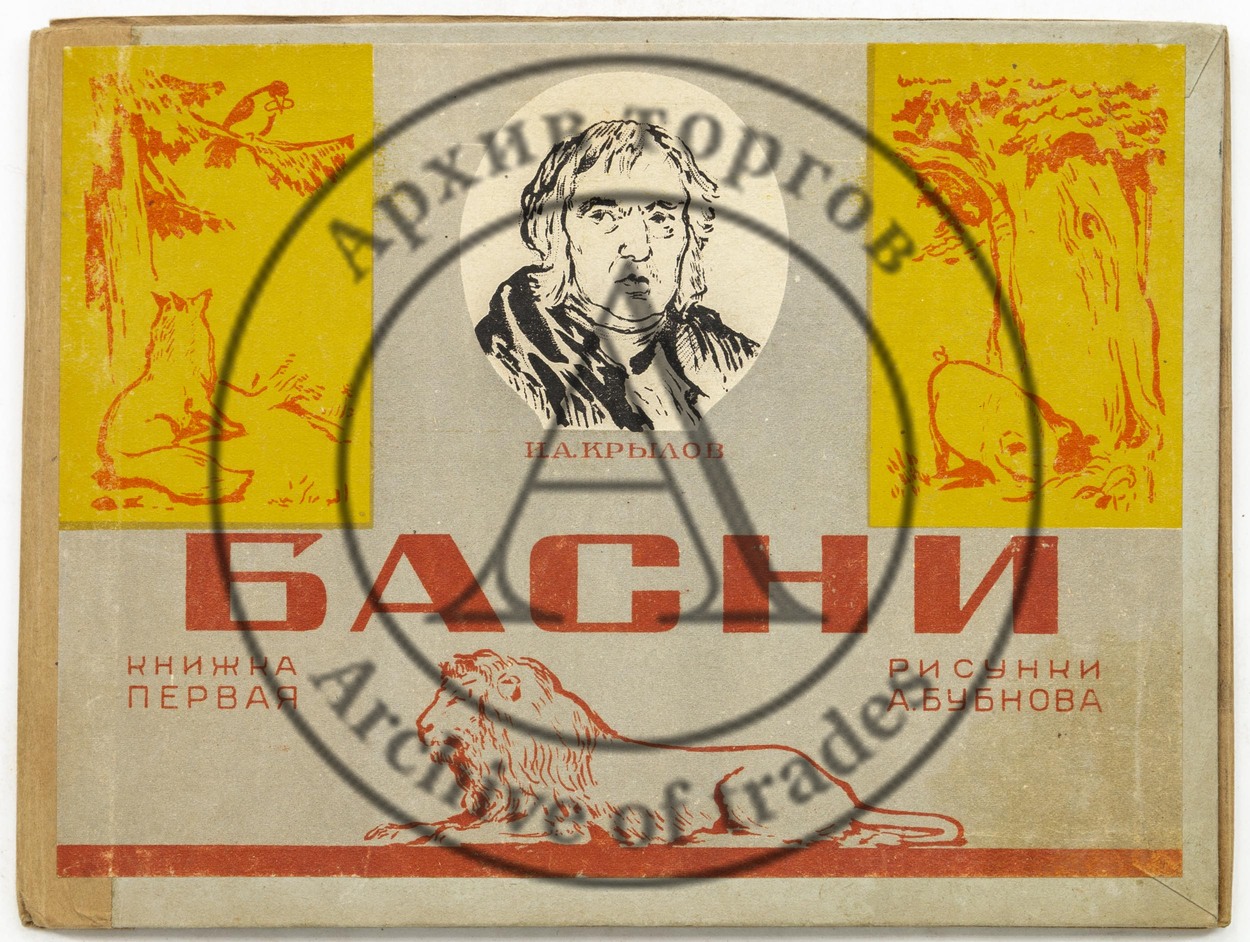 Архив торгов
И.А.КРЫЛОВ
БАСНИ
КНИЖКА
ПЕРВАЯ
РИСУНКИ
А.БУБНОВА
Archive of trades